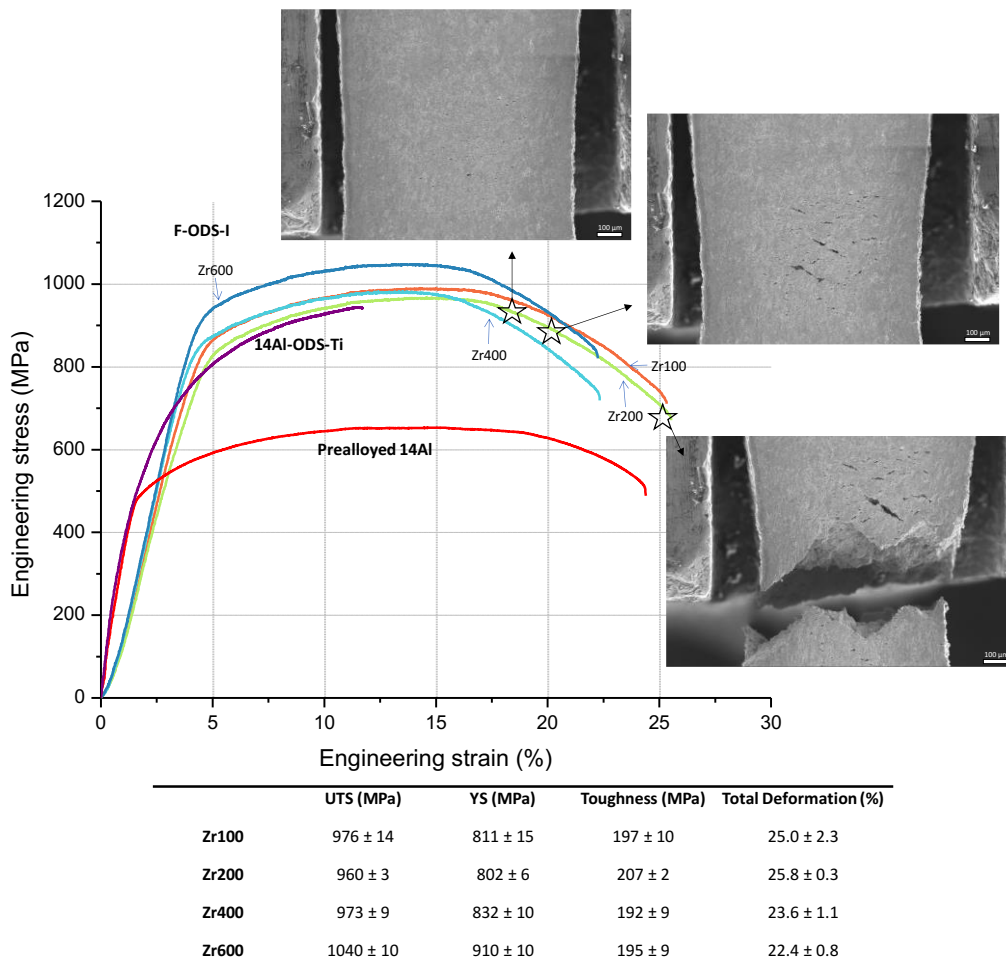 100 µm
100 µm
1200
F-ODS-I
Zr600
1000
14Al-ODS-Ti
Zr400
Zr100
800
Zr200
600
Prealloyed 14Al
400
200
0
100 µm
0 5 10 15 20 25 30
Engineering stress (MPa)
Engineering strain (%)
UTS (MPa) YS (MPa) Toughness (MPa) Total Deformation (%)
Zr100 976 ± 14 811 ± 15 197 ± 10 25.0 ± 2.3
Zr200 960 ± 3 802 ± 6 207 ± 2 25.8 ± 0.3
Zr400 973 ± 9 832 ± 10 192 ± 9 23.6 ± 1.1
Zr600 1040 ± 10 910 ± 10 195 ± 9 22.4 ± 0.8